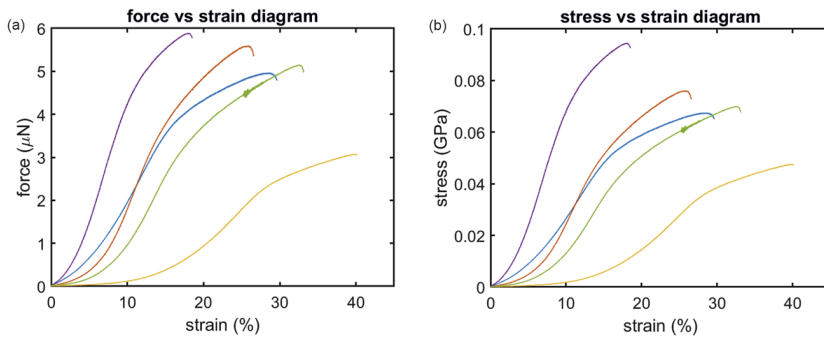 (a)
force vs strain diagram
6
5
4
3
2
1
0
force (μN)
0 10 20 30 40
strain (%)
(b)
stress vs strain diagram
0.1
0.08
0.06
0.04
0.02
0
stress (GPa)
0 10 20 30 40
strain (%)